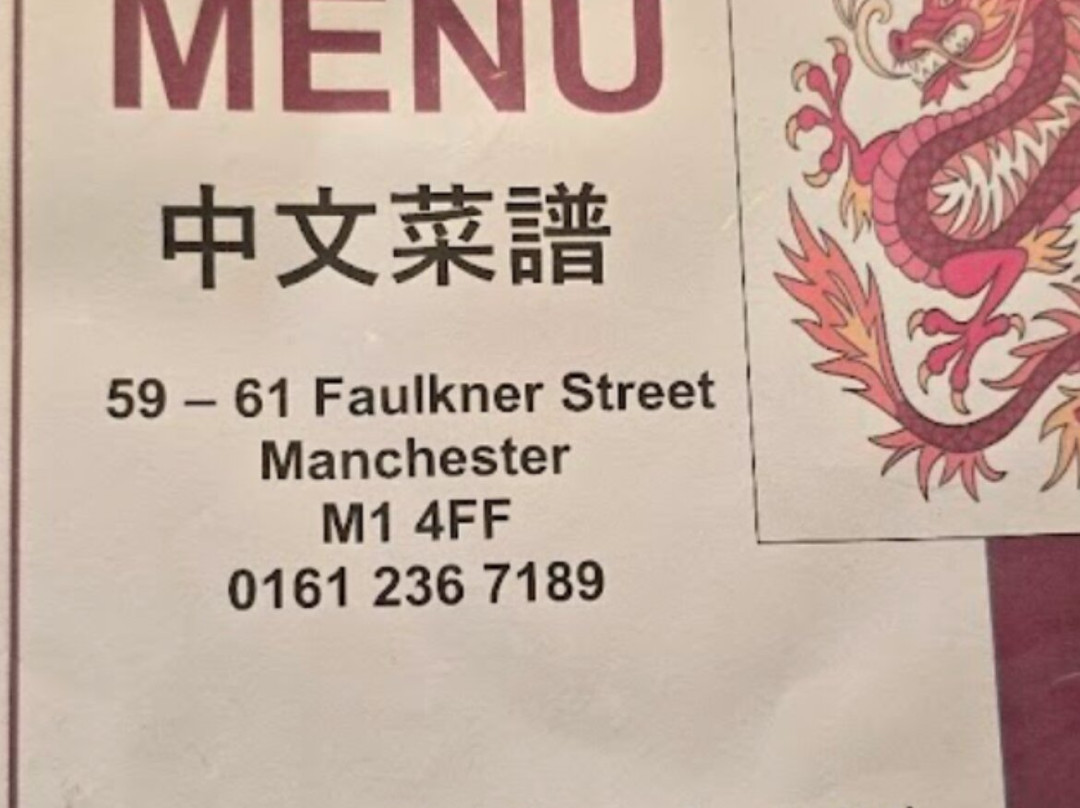 MENU
中文菜譜
59 – 61 Faulkner Street
Manchester
M1 4FF
0161 236 7189